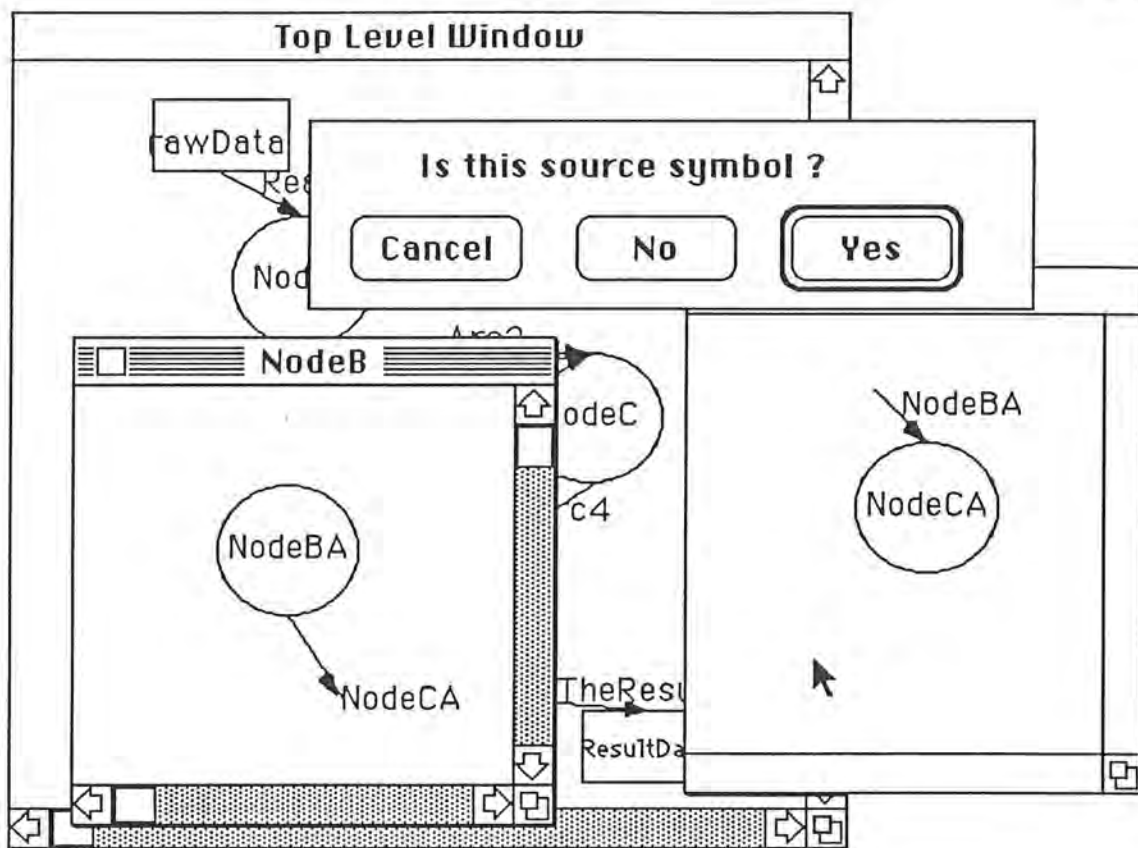 Top Level Window
rawData
Rea
Is this source symbol ?
Cancel
No
Yes
Nod
NodeB
odeC
NodeBA
NodeCA
c4
NodeBA
NodeCA
TheResu
ResultDa